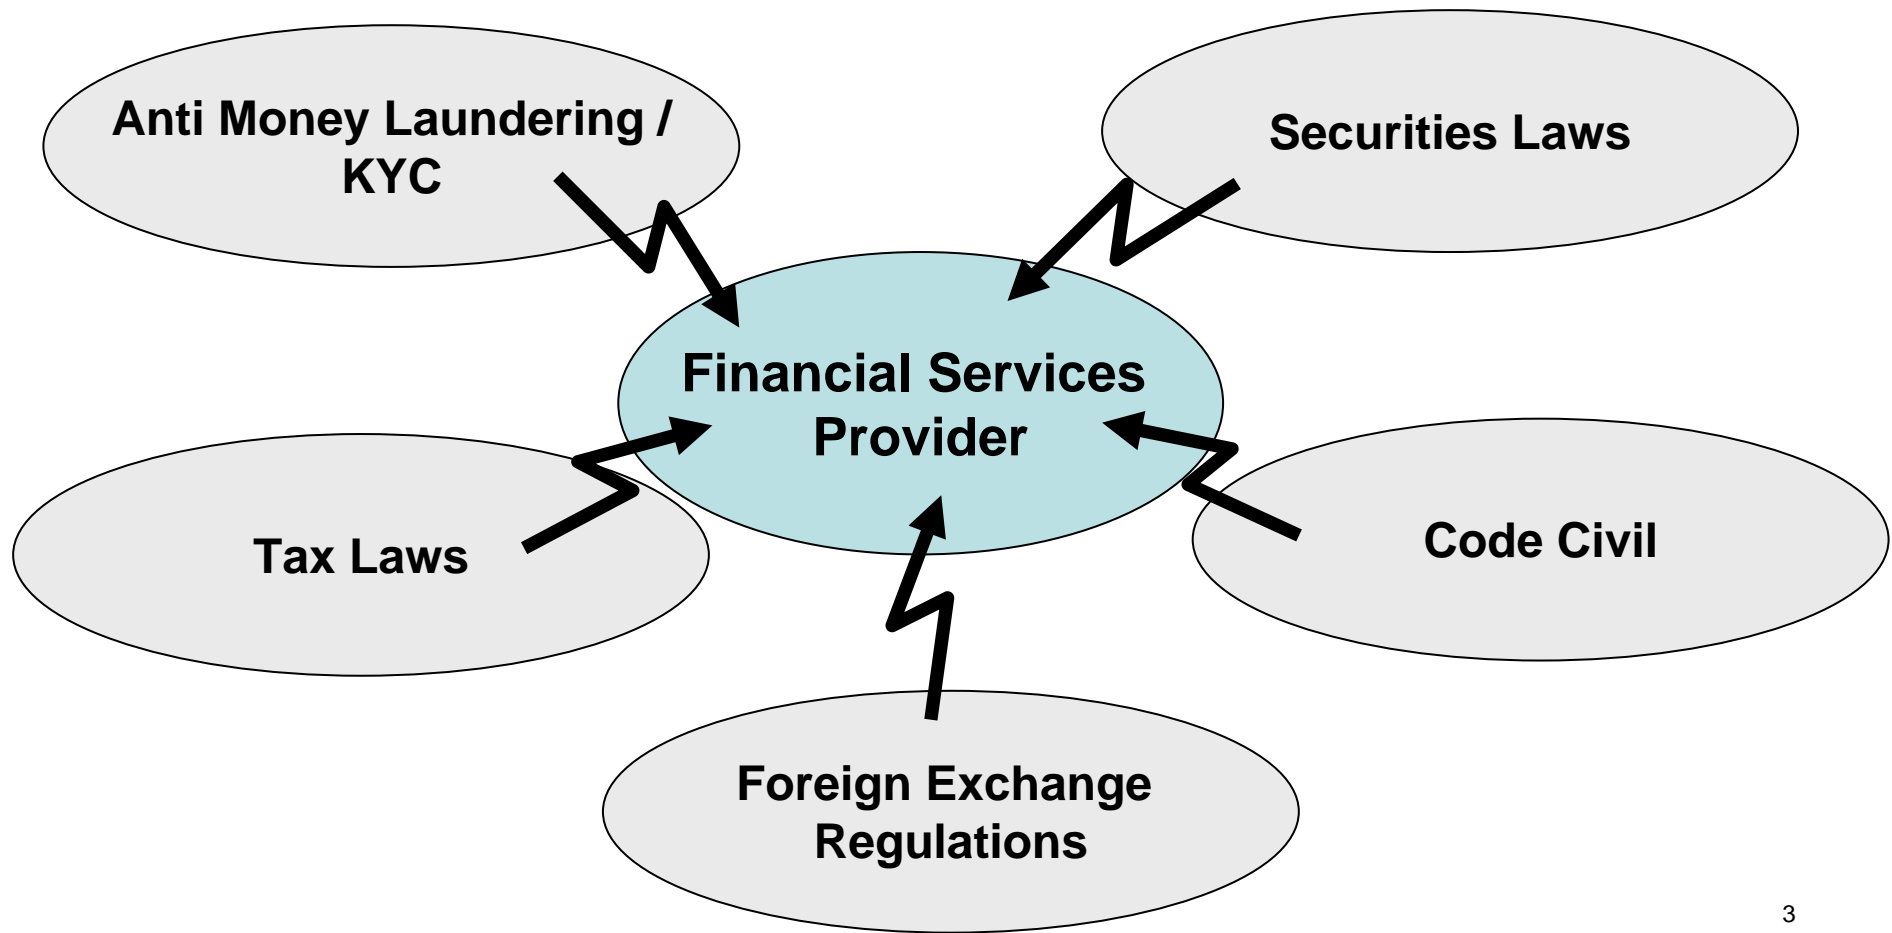 Anti Money Laundering /
KYC
Securities Laws
Financial Services
Provider
Tax Laws
Code Civil
Foreign Exchange
Regulations
3